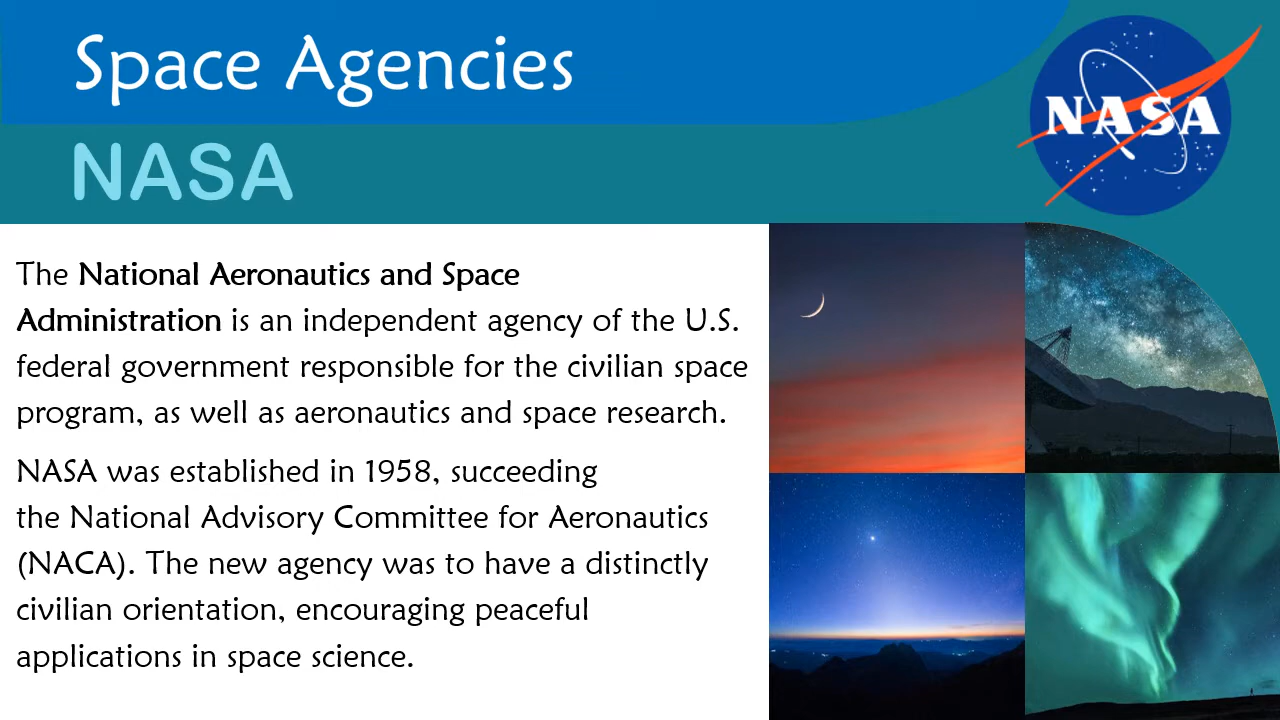 Space Agencies
NASA
NASA
The National Aeronautics and Space
Administration is an independent agency of the U.S.
federal government responsible for the civilian space
program, as well as aeronautics and space research.
NASA was established in 1958, succeeding
the National Advisory Committee for Aeronautics
(NACA). The new agency was to have a distinctly
civilian orientation, encouraging peaceful
applications in space science.